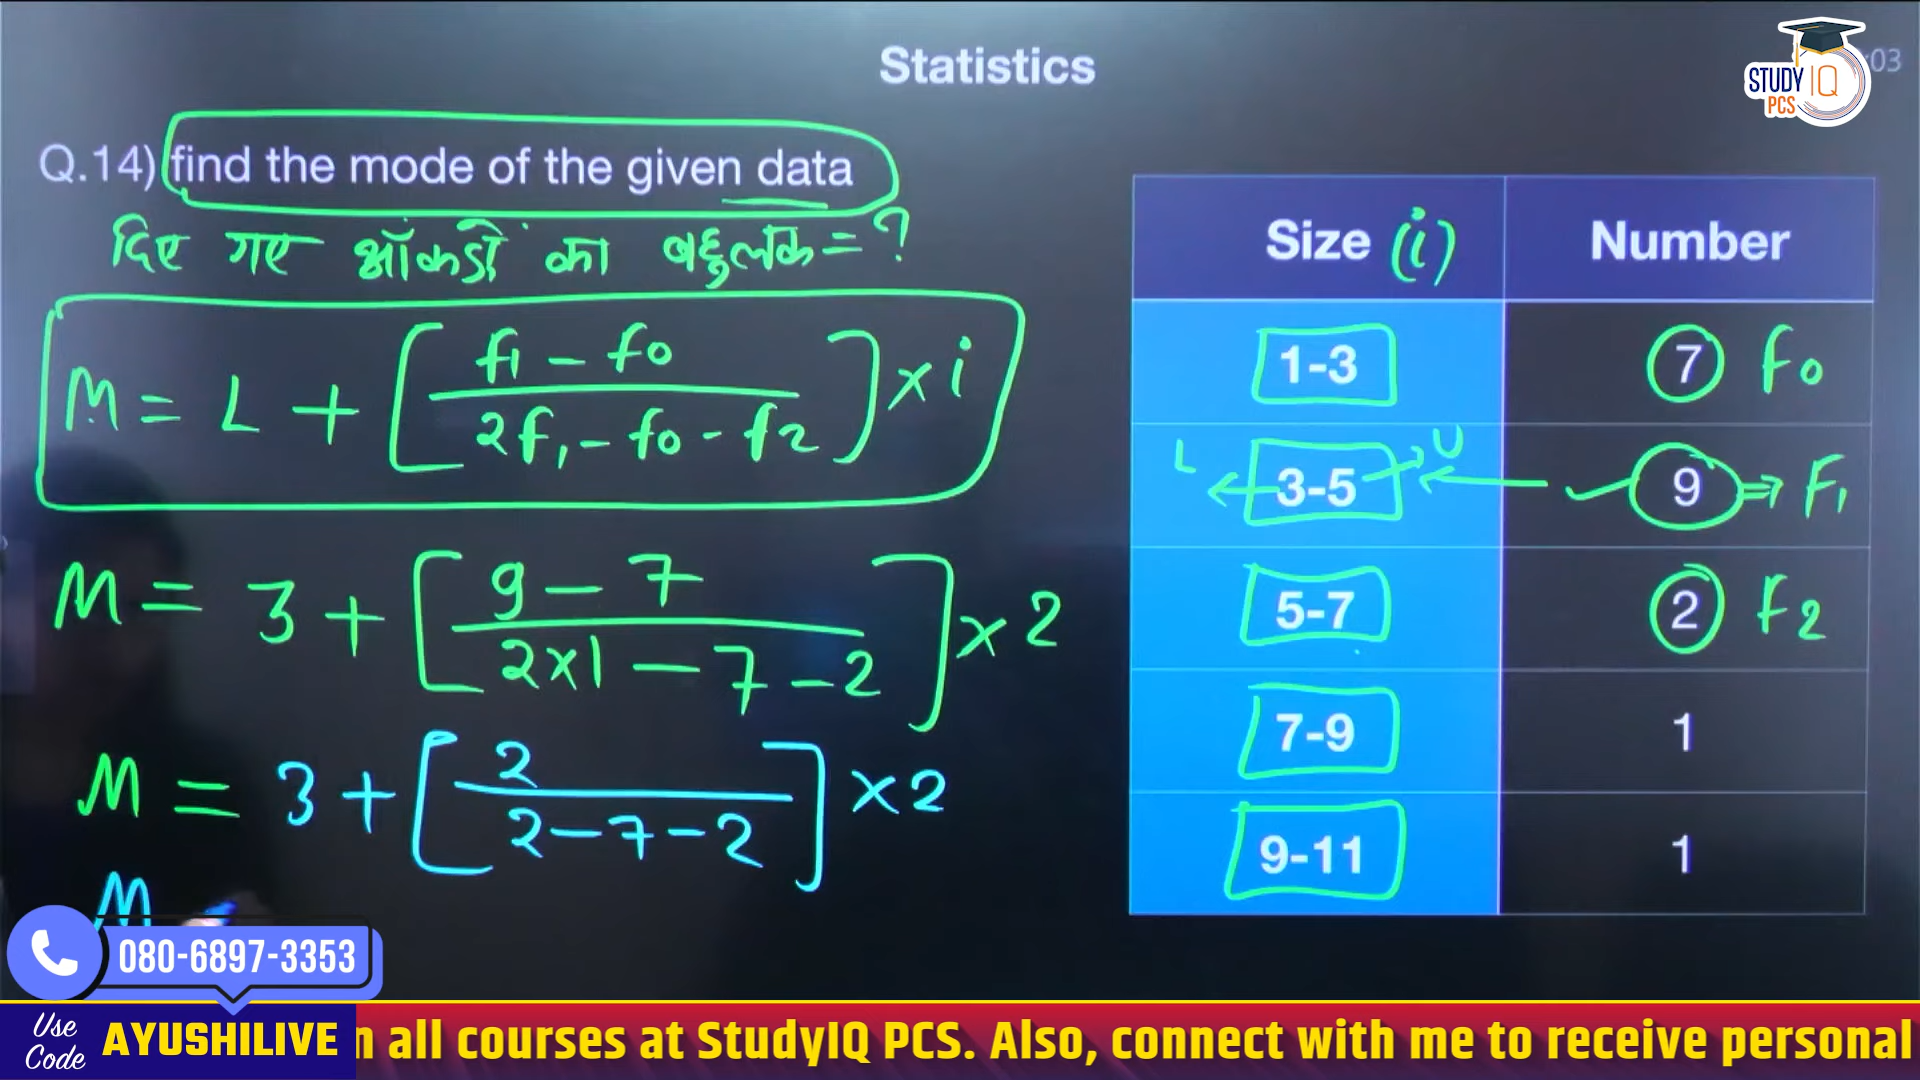 Statistics
:03
STUDY IQ
PCS
Q.14) find the mode of the given data
दिए गए आँकड़ों का बहुलक = ?
M = L + [ f1 - f0 / 2f1 - f0 - f2 ] × i
M = 3 + [ 9 - 7 / 2×1 - 7 - 2 ] × 2
M = 3 + [ 2 / 2 - 7 - 2 ] × 2
M
Size (i) Number
1-3 7 f0
L 3-5 U 9 ⇒ F1
5-7 2 F2
7-9 1
9-11 1
080-6897-3353
Use Code AYUSHILIVE
n all courses at StudyIQ PCS. Also, connect with me to receive personal